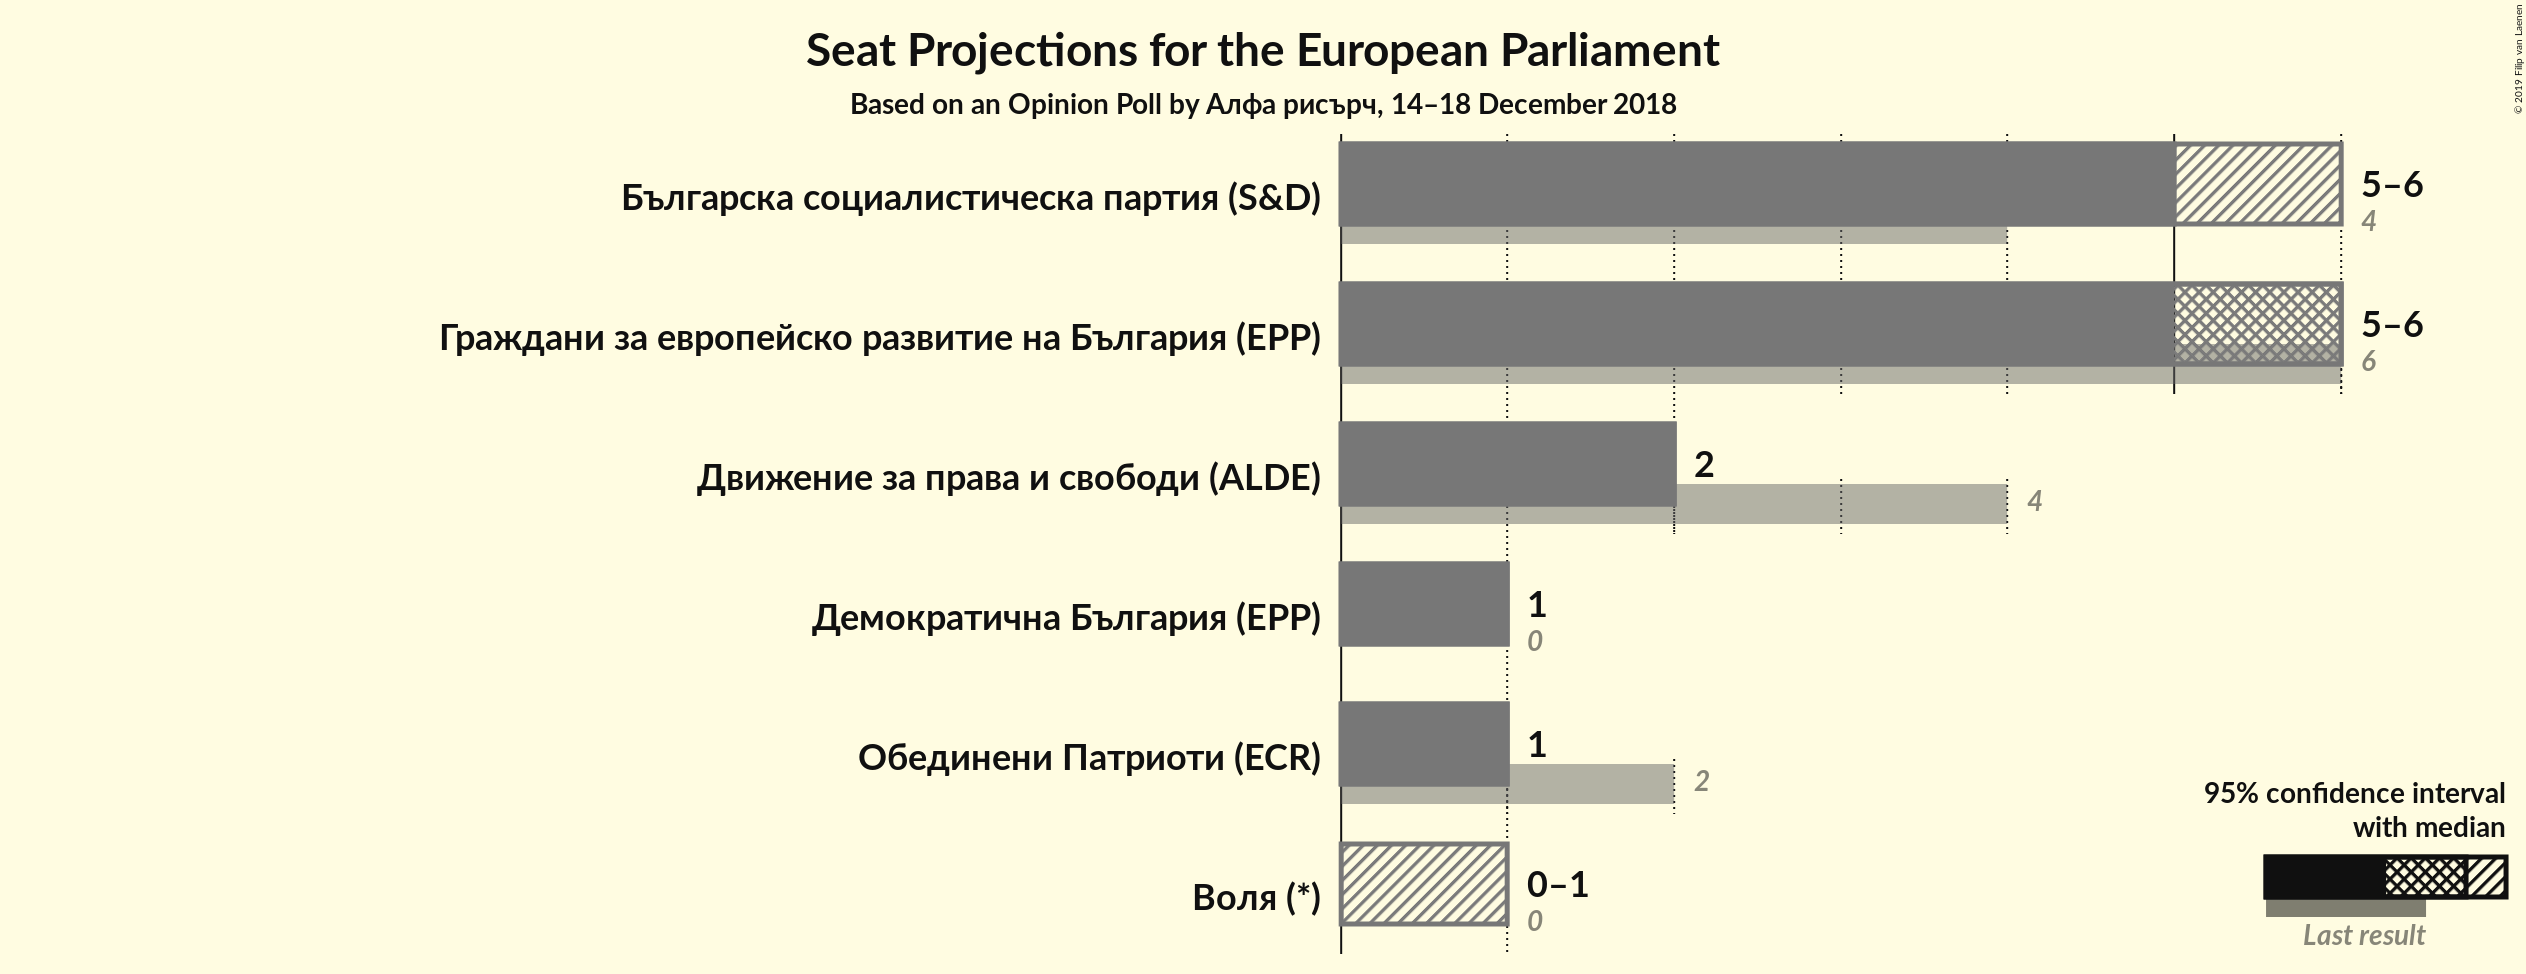 Seat Projections for the European Parliament
Based on an Opinion Poll by Алфа рисърч, 14–18 December 2018
© 2019 Filip van Laenen
Българска социалистическа партия (S&D)
5–6
4
Граждани за европейско развитие на България (EPP)
5–6
6
Движение за права и свободи (ALDE)
2
4
Демократична България (EPP)
1
0
Обединени Патриоти (ECR)
1
2
Воля (*)
0–1
0
95% confidence interval
with median
Last result